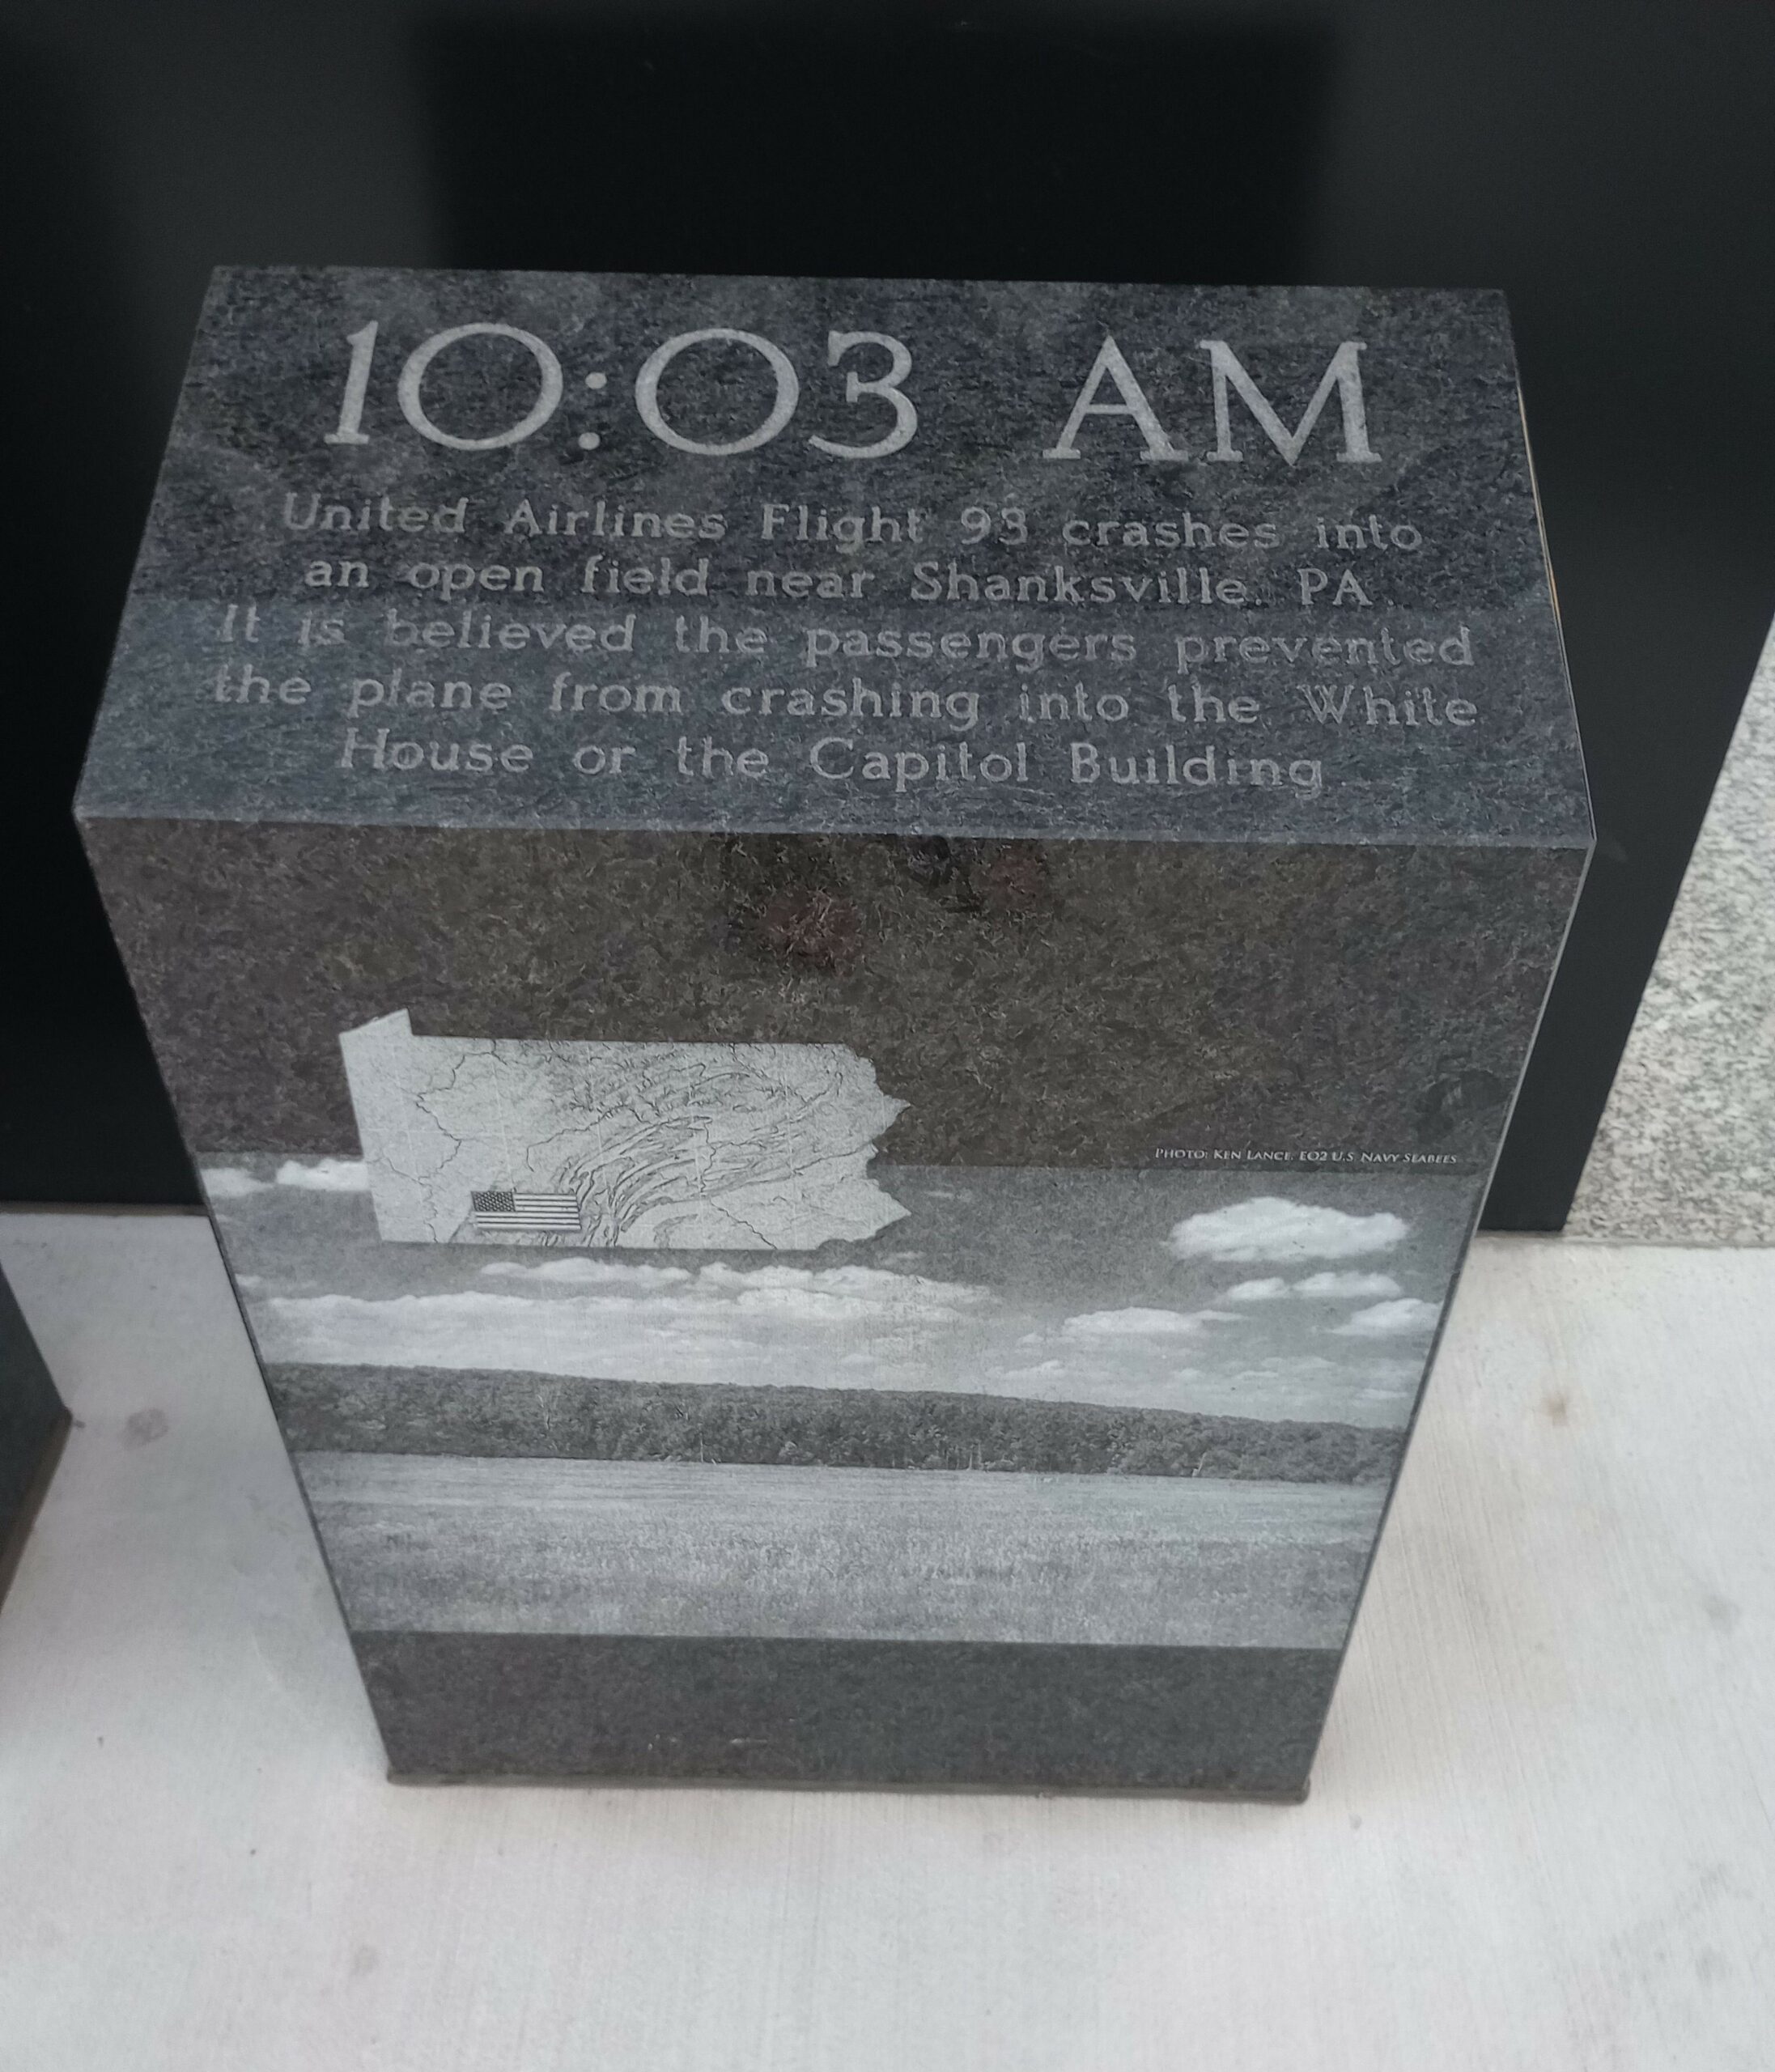 10:03 AM
United Airlines Flight 93 crashes into
an open field near Shanksville, PA.
It is believed the passengers prevented
the plane from crashing into the White
House or the Capitol Building.
PHOTO: KEN LANCE, EO2 U.S. NAVY SEABEES